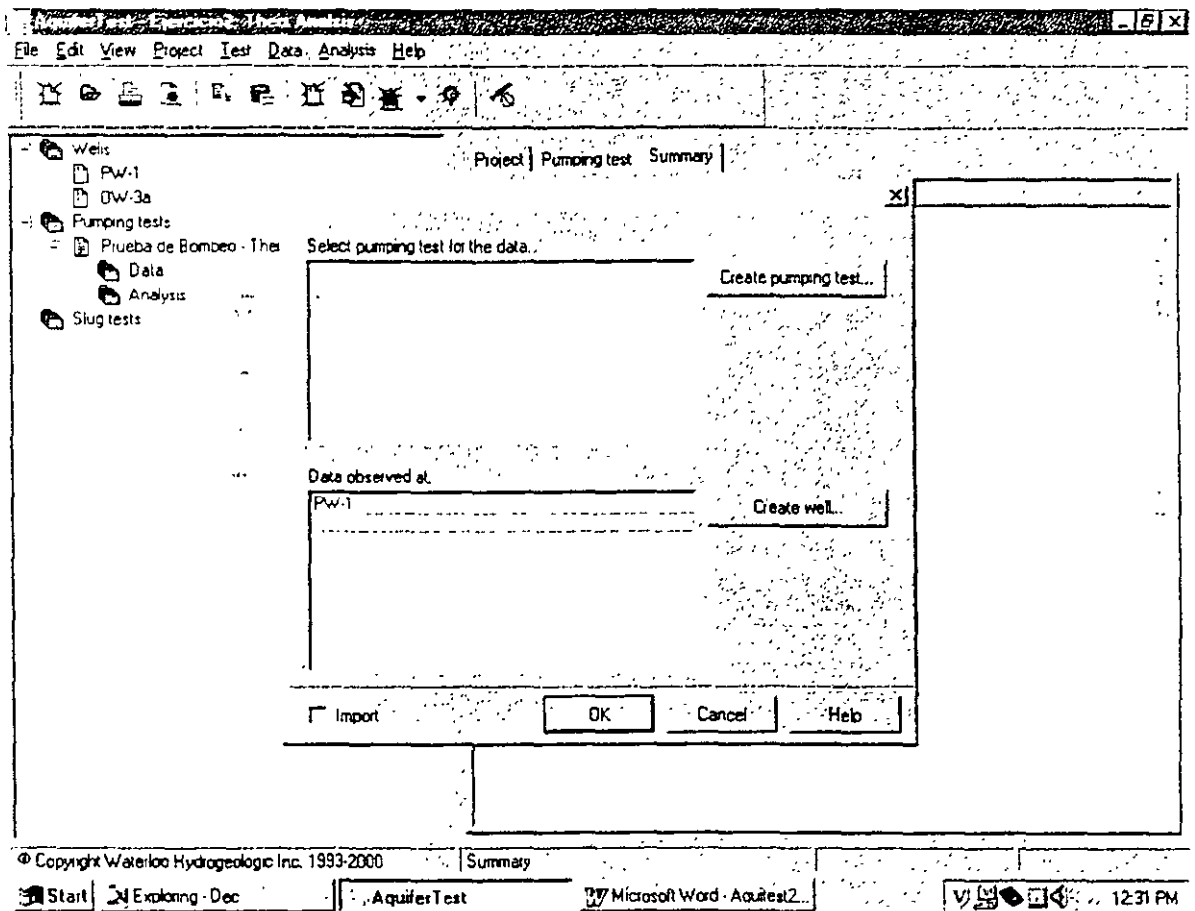 AquiferTest - Ejercicio2: Theis Analysis
File Edit View Project Test Data Analysis Help
Wells
PW-1
OW-3a
Pumping tests
Prueba de Bombeo - Thei
Data
Analysis
Slug tests
Project Pumping test Summary
Select pumping test for the data..
Create pumping test...
Data observed at.
PW-1
Create well...
Import OK Cancel Help
© Copyright Waterloo Hydrogeologic Inc. 1993-2000 Summary
Start Exploring - Dec AquiferTest Microsoft Word - Aquitest2... 12:31 PM